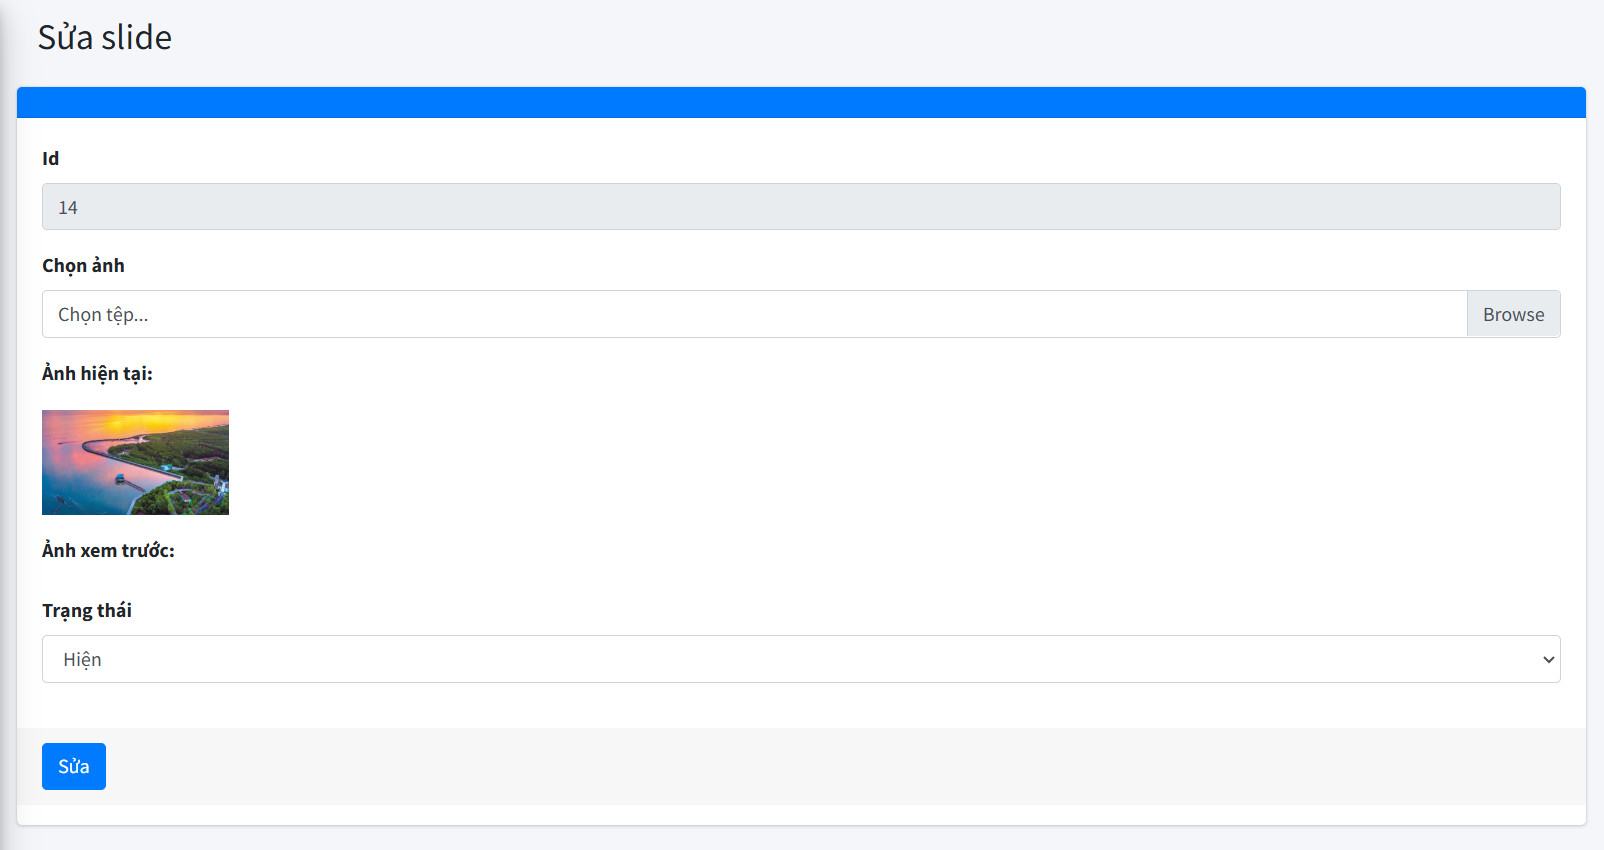 Sửa slide
Id
14
Chọn ảnh
Chọn tệp...
Browse
Ảnh hiện tại:
Ảnh xem trước:
Trạng thái
Hiện
Sửa